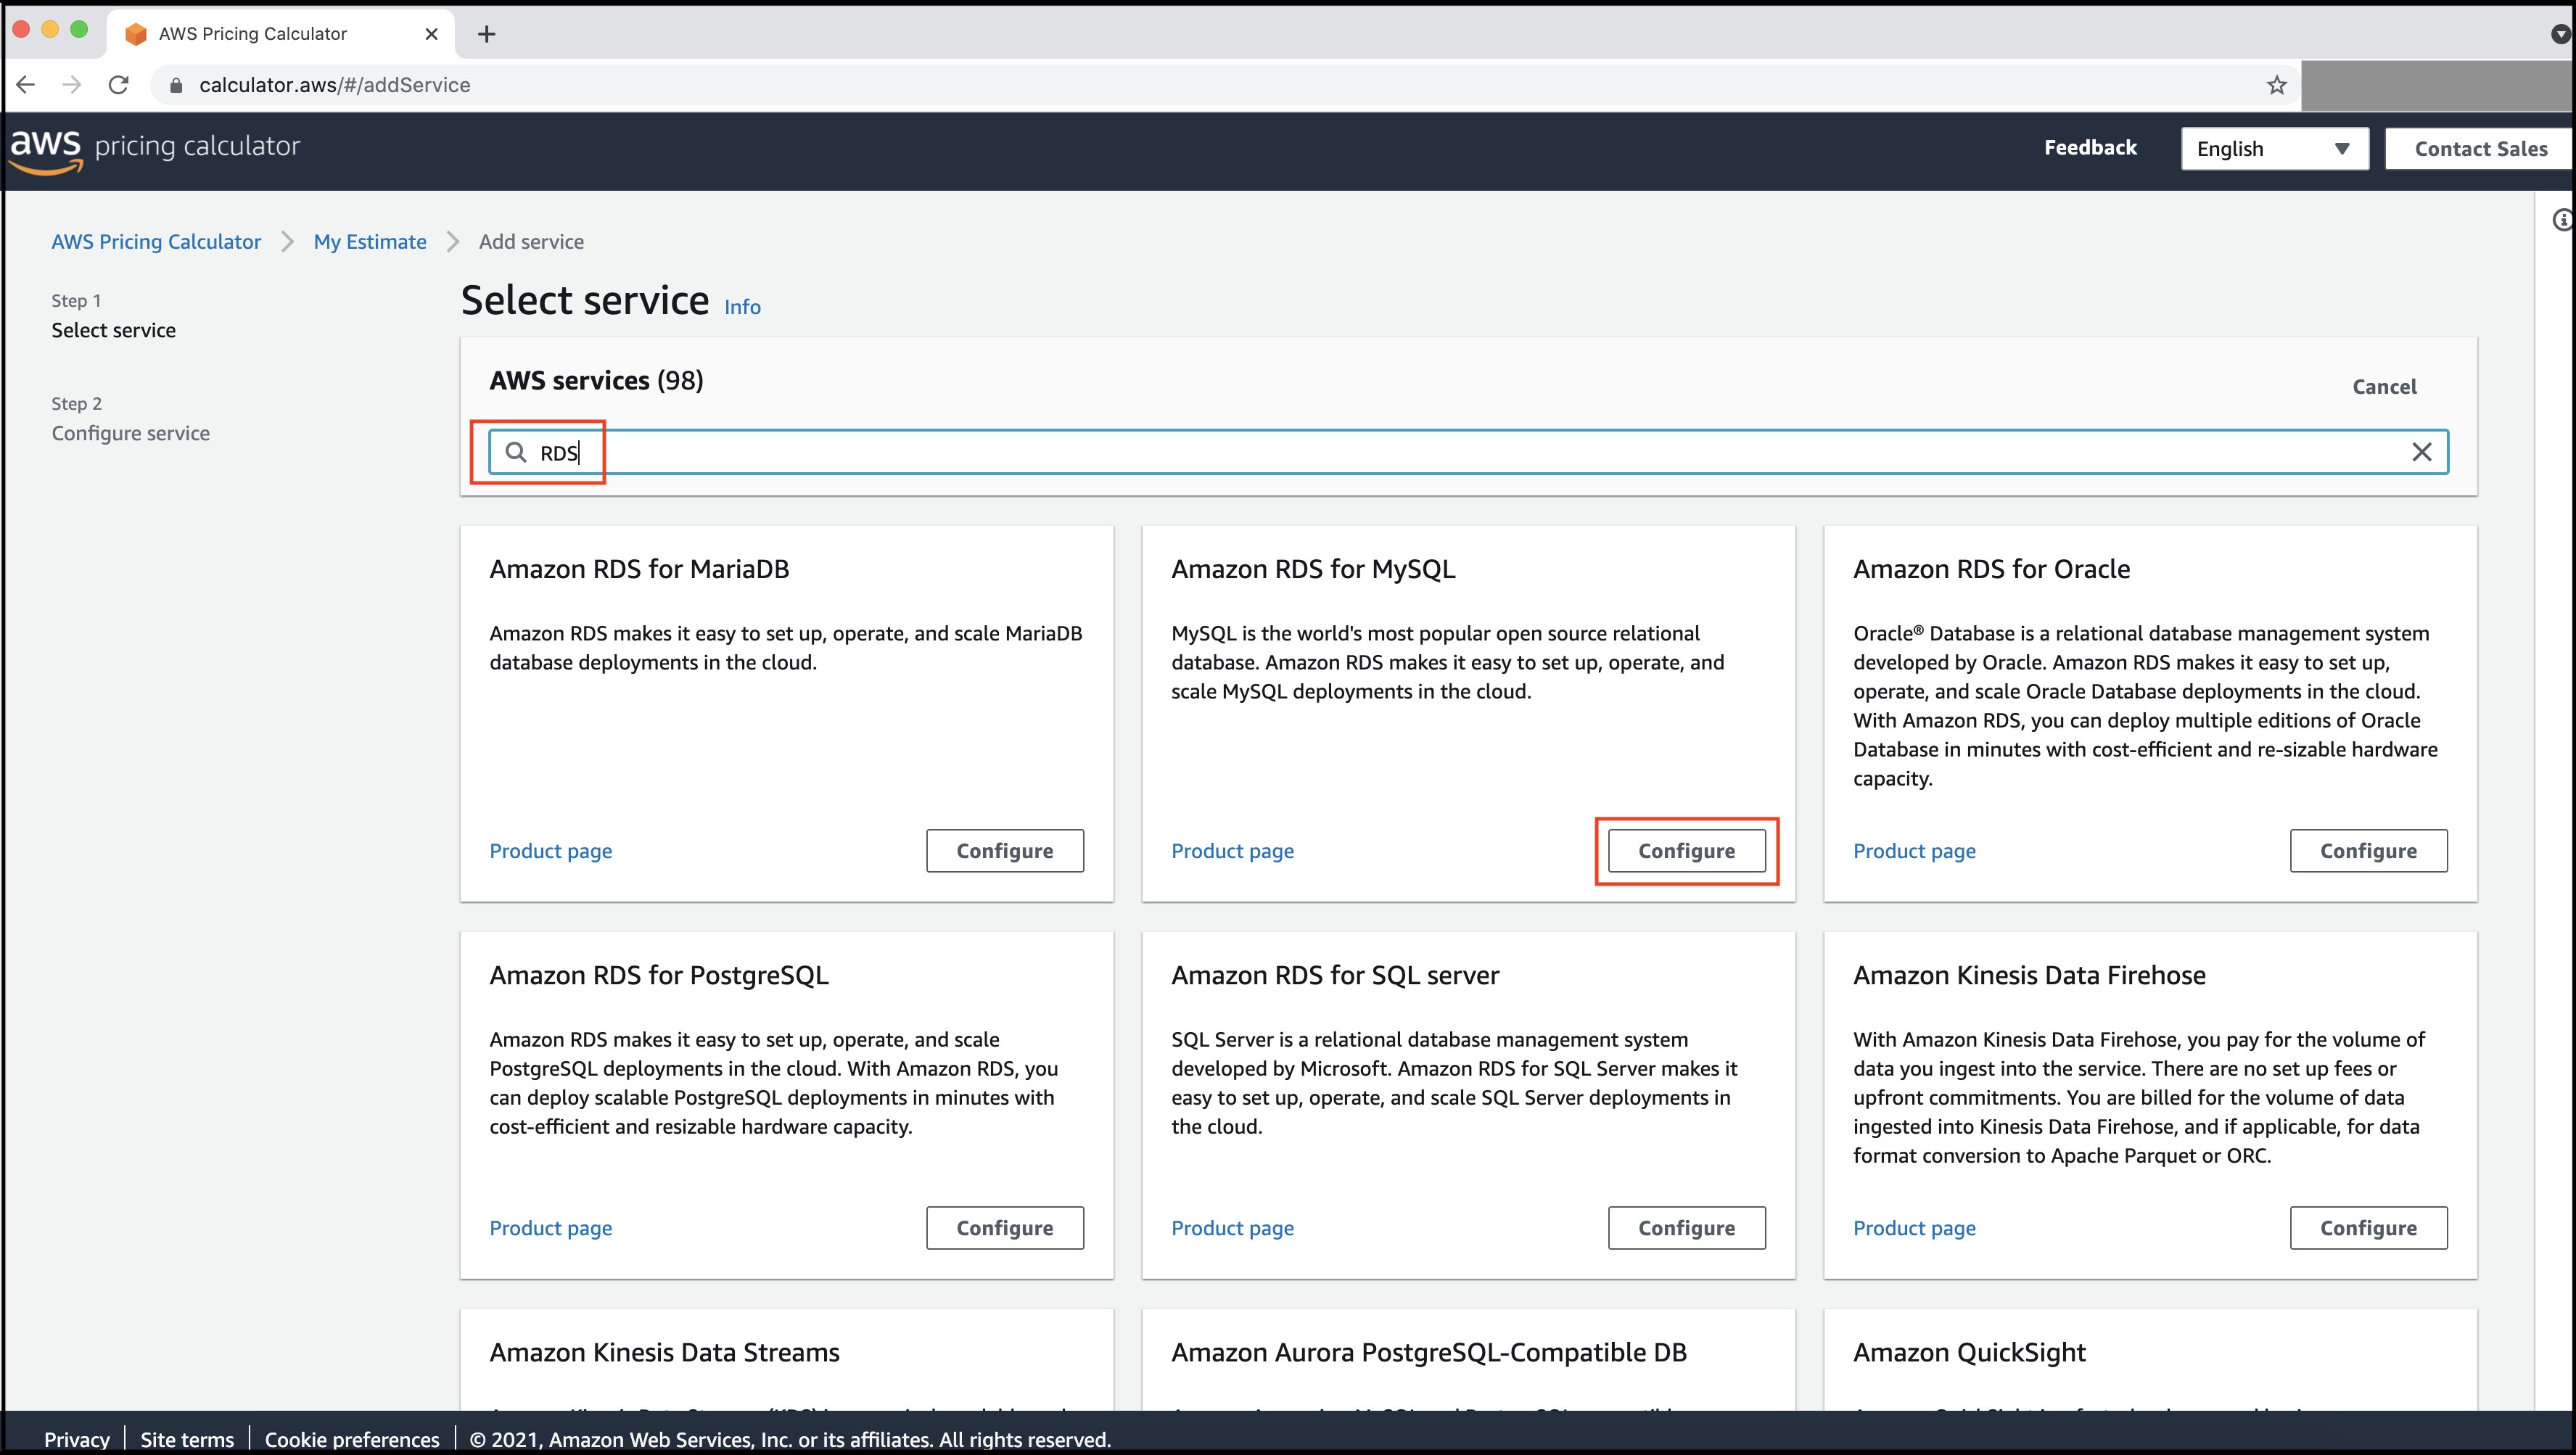 AWS Pricing Calculator
calculator.aws/#/addService
aws pricing calculator
Feedback
English
Contact Sales
AWS Pricing Calculator
My Estimate
Add service
Step 1
Select service
Step 2
Configure service
Select service Info
AWS services (98)
Cancel
RDS
Amazon RDS for MariaDB
Amazon RDS makes it easy to set up, operate, and scale MariaDB
database deployments in the cloud.
Product page
Configure
Amazon RDS for MySQL
MySQL is the world's most popular open source relational
database. Amazon RDS makes it easy to set up, operate, and
scale MySQL deployments in the cloud.
Product page
Configure
Amazon RDS for Oracle
Oracle® Database is a relational database management system
developed by Oracle. Amazon RDS makes it easy to set up,
operate, and scale Oracle Database deployments in the cloud.
With Amazon RDS, you can deploy multiple editions of Oracle
Database in minutes with cost-efficient and re-sizable hardware
capacity.
Product page
Configure
Amazon RDS for PostgreSQL
Amazon RDS makes it easy to set up, operate, and scale
PostgreSQL deployments in the cloud. With Amazon RDS, you
can deploy scalable PostgreSQL deployments in minutes with
cost-efficient and resizable hardware capacity.
Product page
Configure
Amazon RDS for SQL server
SQL Server is a relational database management system
developed by Microsoft. Amazon RDS for SQL Server makes it
easy to set up, operate, and scale SQL Server deployments in
the cloud.
Product page
Configure
Amazon Kinesis Data Firehose
With Amazon Kinesis Data Firehose, you pay for the volume of
data you ingest into the service. There are no set up fees or
upfront commitments. You are billed for the volume of data
ingested into Kinesis Data Firehose, and if applicable, for data
format conversion to Apache Parquet or ORC.
Product page
Configure
Amazon Kinesis Data Streams
Amazon Aurora PostgreSQL-Compatible DB
Amazon QuickSight
Privacy
Site terms
Cookie preferences
© 2021, Amazon Web Services, Inc. or its affiliates. All rights reserved.